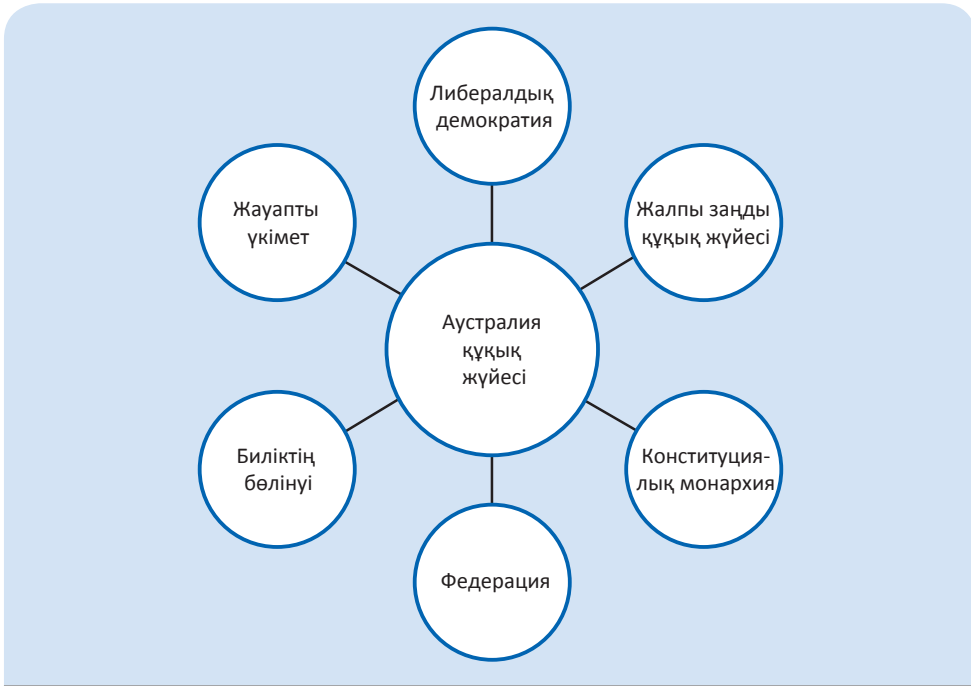 Либералдық
демократия
Жауапты
үкімет
Жалпы заңды
құқық жүйесі
Аустралия
құқық
жүйесі
Биліктің
бөлінуі
Конституция-
лық монархия
Федерация